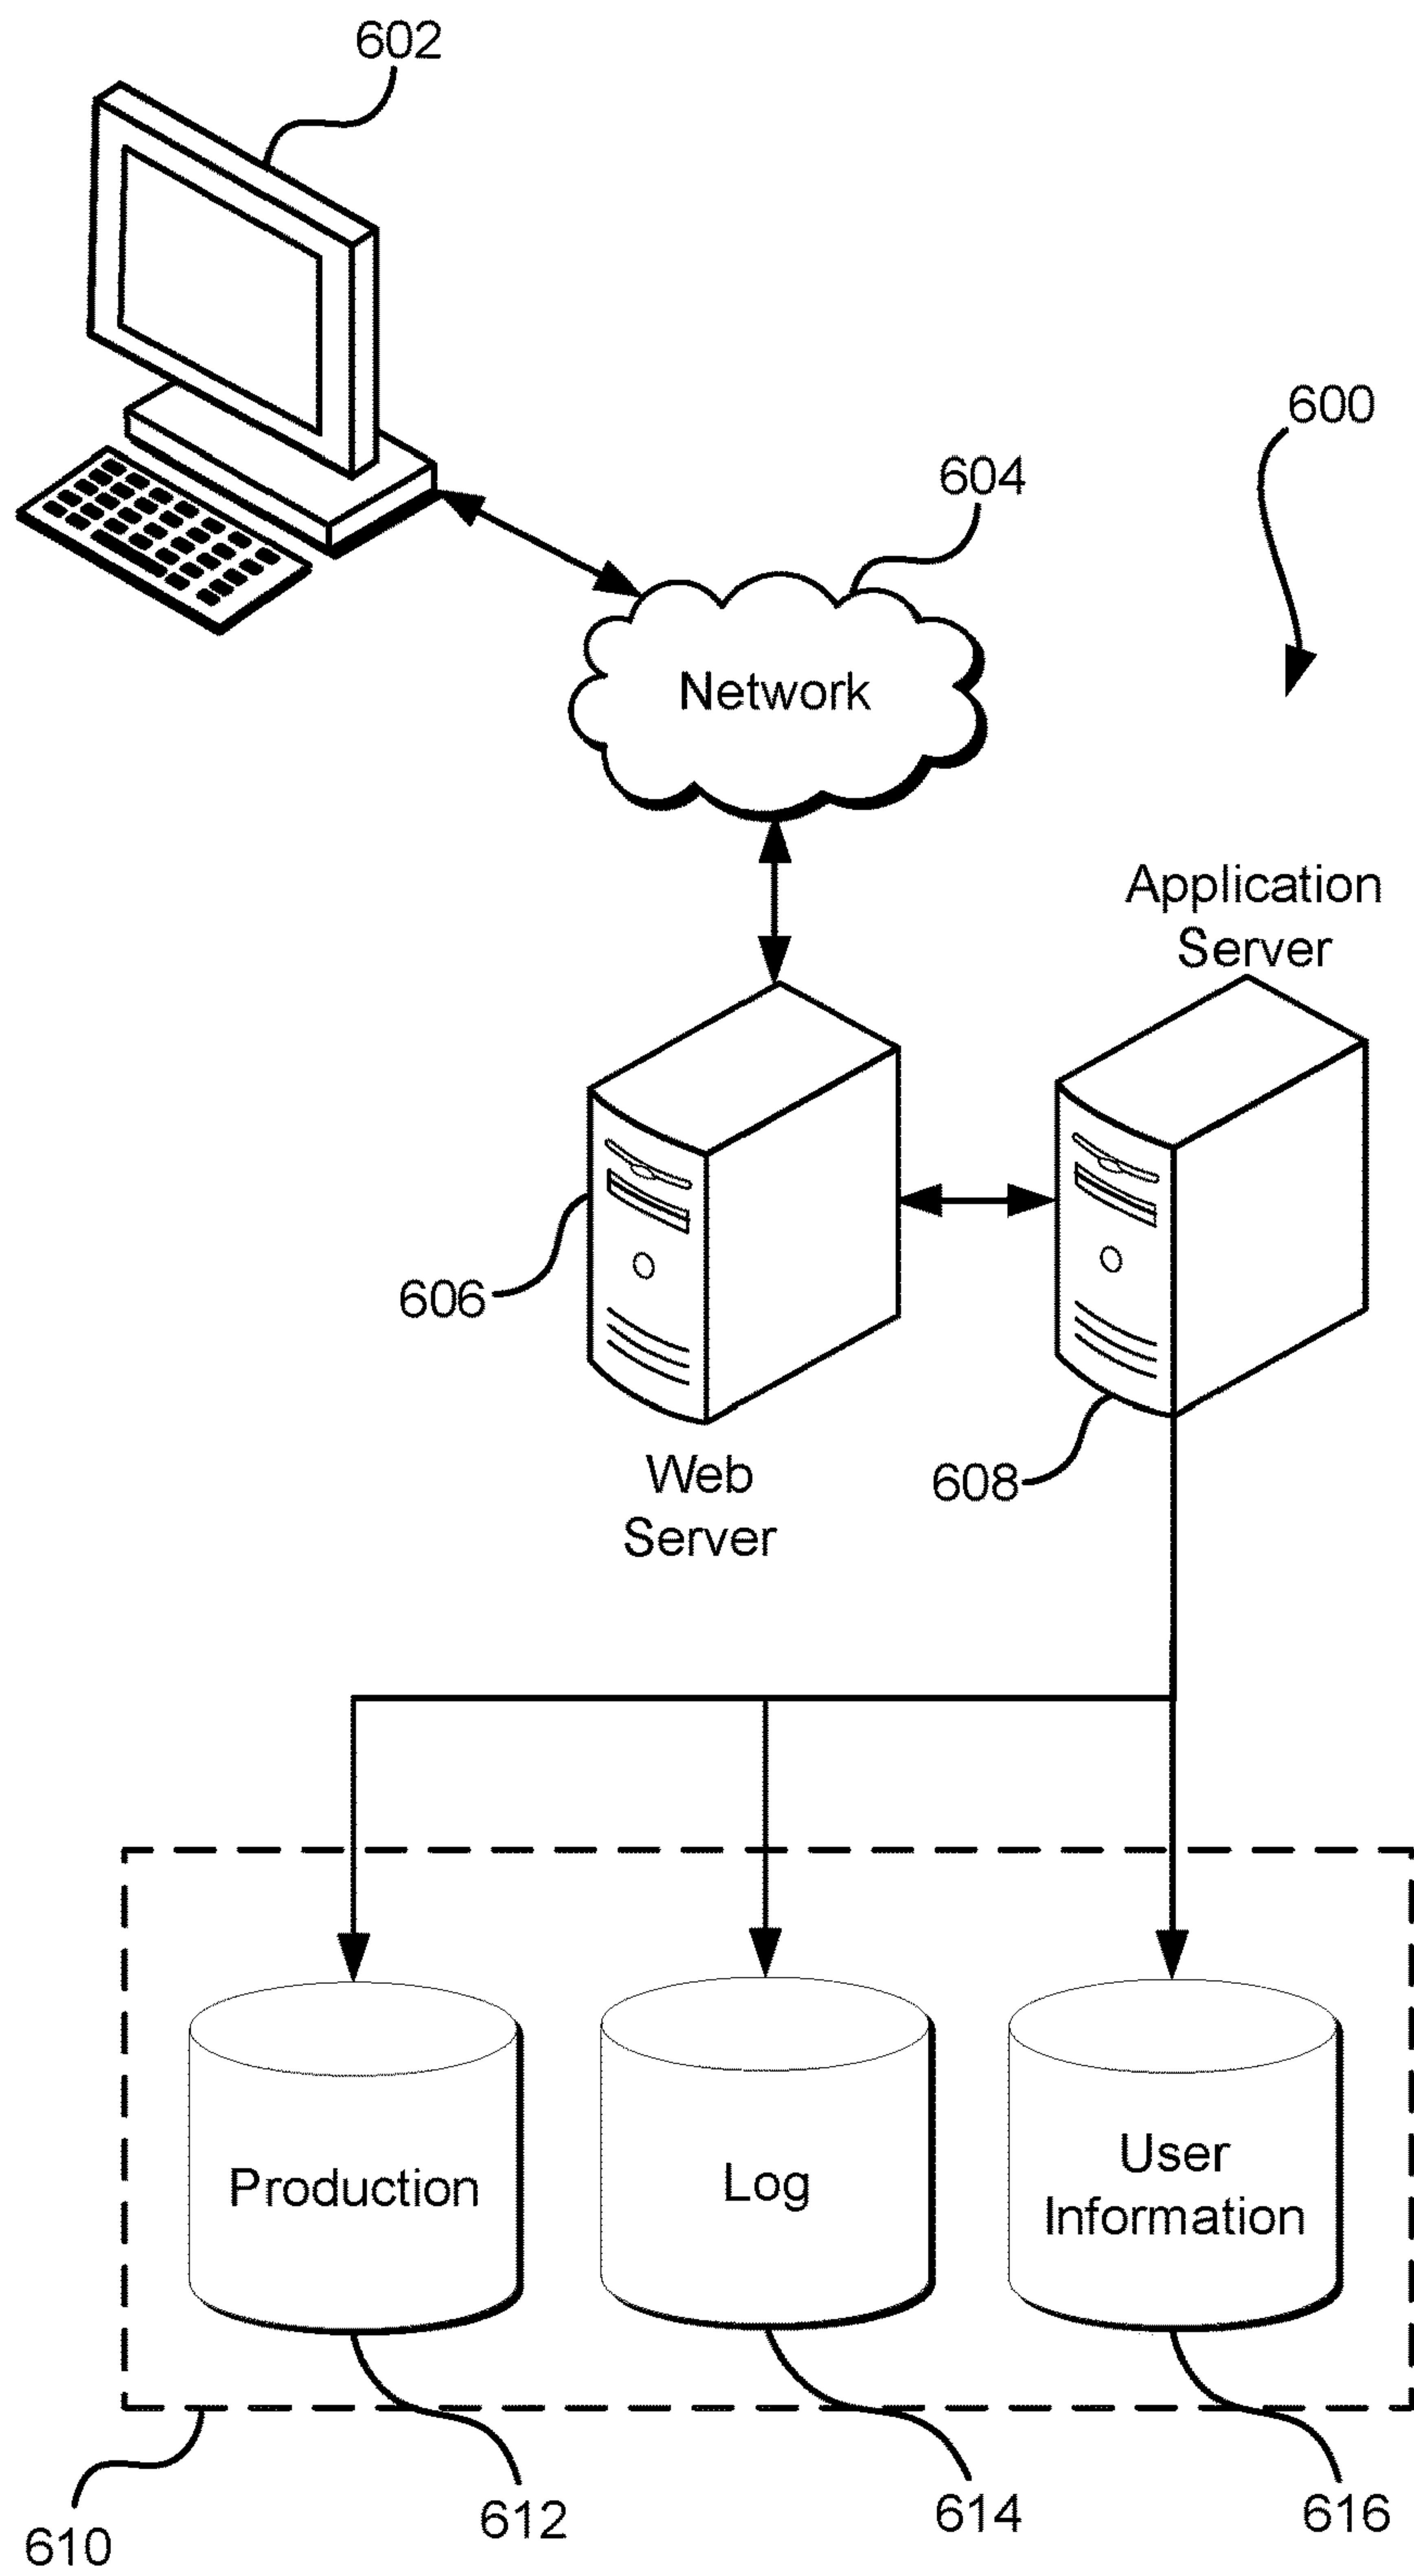 602
600
604
Network
Application
Server
606
Web
Server
608
Production
Log
User
Information
610
612
614
616